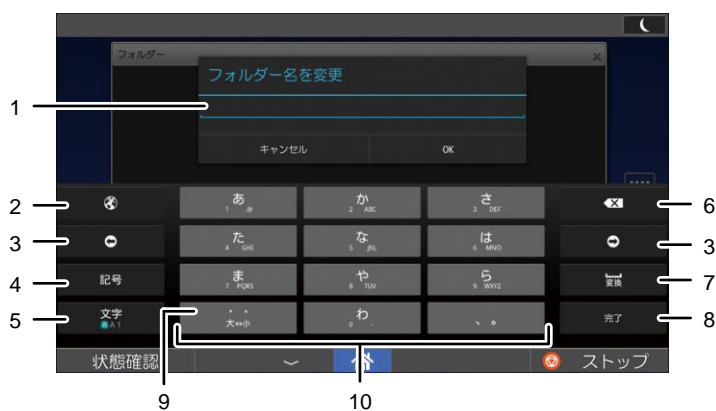 フォルダー
フォルダー名を変更
1
キャンセル OK
2 あ 1 .@ か 2 ABC さ 3 DEF 6
3 た 4 GHI な 5 JKL は 6 MNO 3
4 記号 ま 7 PQRS や 8 TUV ら 9 WXYZ 変換 7
5 文字 あA1 ゛゜大↔小 わ 0 - 、。 完了 8
状態確認 ストップ
9 10